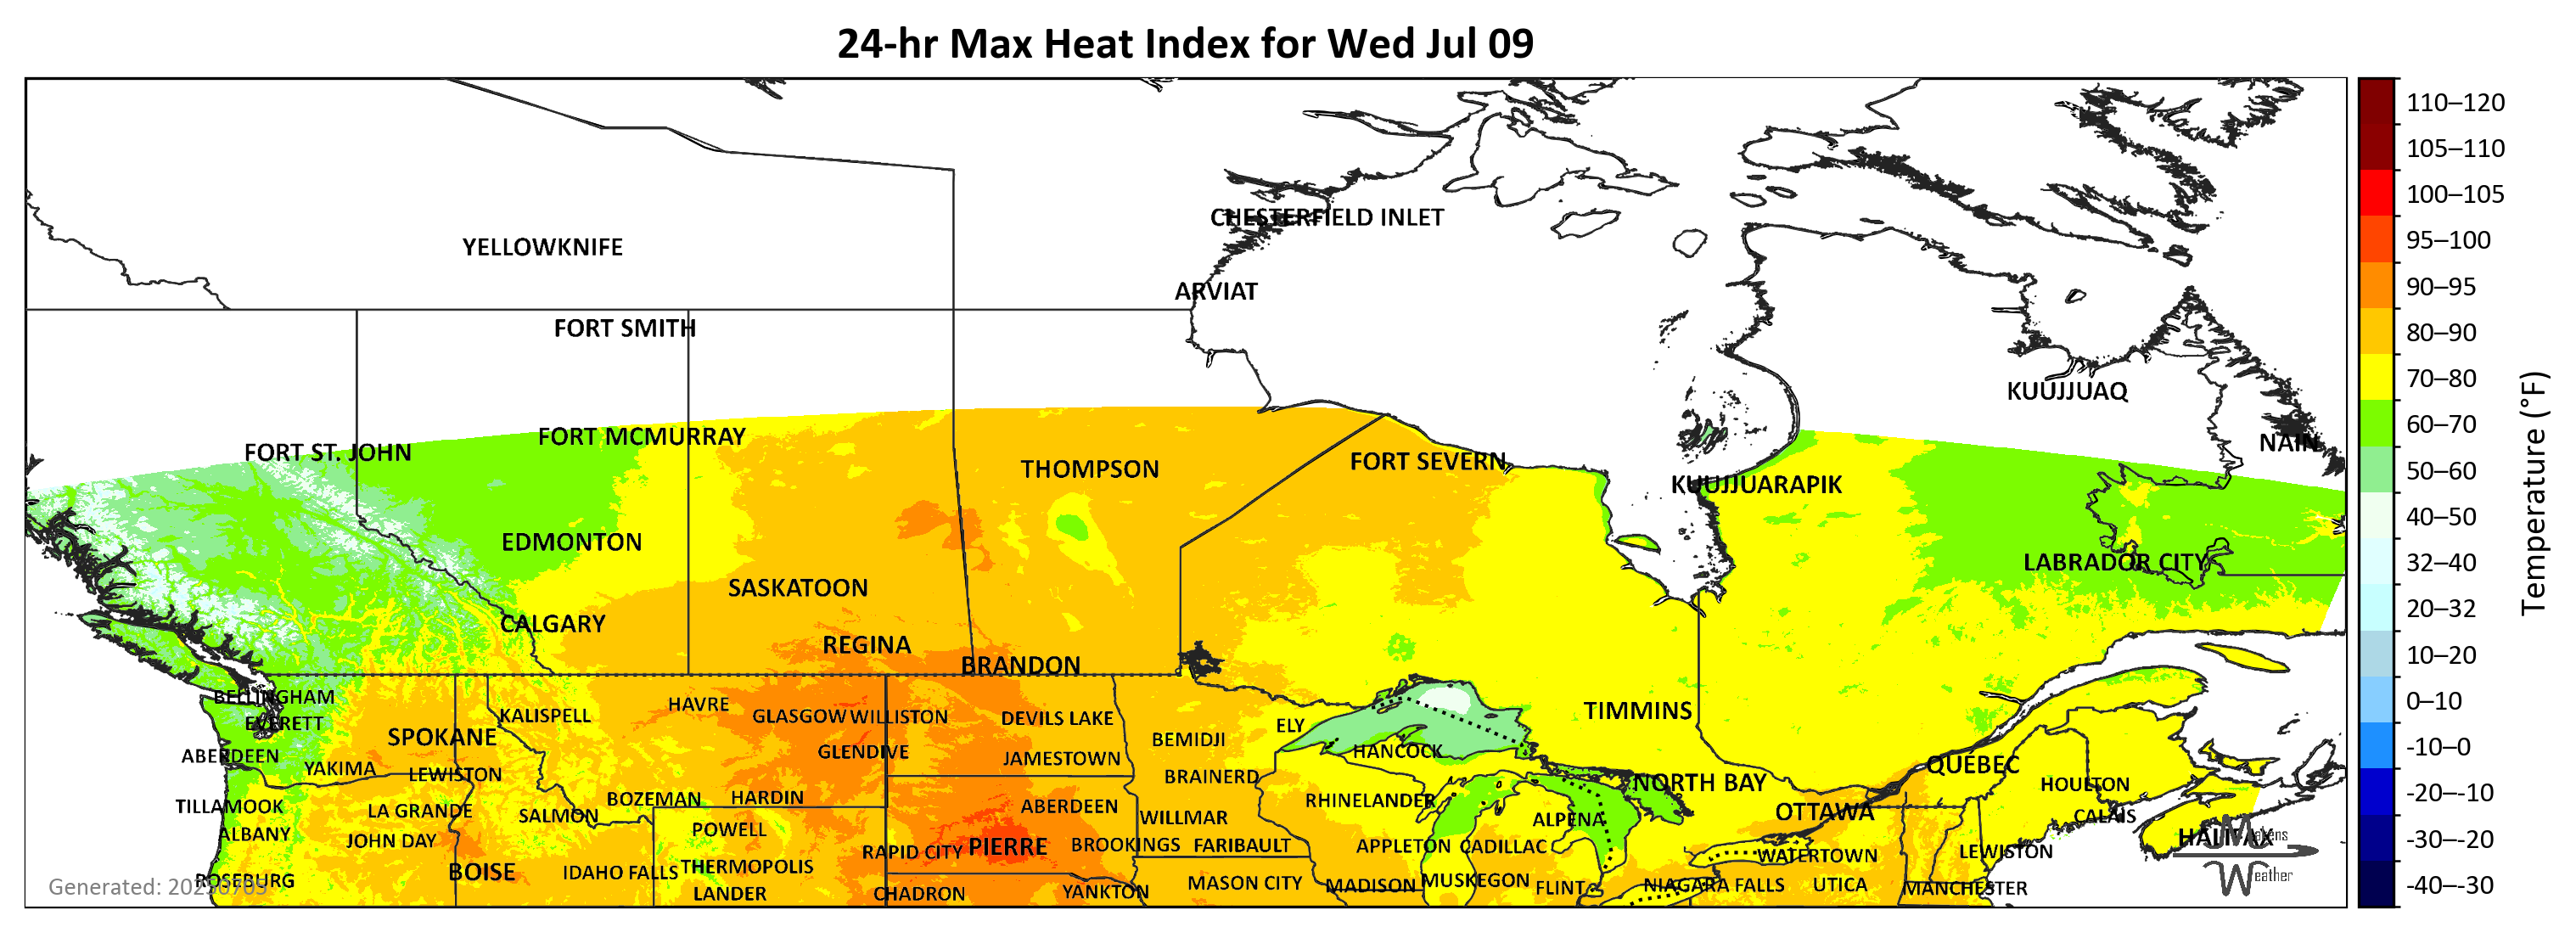 24-hr Max Heat Index for Wed Jul 09
110–120
105–110
CHESTERFIELD INLET
100–105
YELLOWKNIFE
95–100
ARVIAT
90–95
FORT SMITH
80–90
KUUJJUAQ
70–80
FORT ST. JOHN
FORT MCMURRAY
NAIN
60–70
THOMPSON
FORT SEVERN
KUUJJUARAPIK
50–60
EDMONTON
40–50
LABRADOR CITY
32–40
SASKATOON
CALGARY
20–32
REGINA
BRANDON
10–20
Temperature (°F)
BELLINGHAM
EVERETT
KALISPELL
HAVRE
GLASGOW
WILLISTON
DEVILS LAKE
ELY
TIMMINS
0–10
SPOKANE
BEMIDJI
ABERDEEN
GLENDIVE
JAMESTOWN
HANCOCK
-10–0
YAKIMA
LEWISTON
BRAINERD
NORTH BAY
QUÉBEC
HOULTON
-20–-10
TILLAMOOK
LA GRANDE
SALMON
BOZEMAN
HARDIN
ABERDEEN
WILLMAR
RHINELANDER
ALPENA
OTTAWA
CALAIS
ALBANY
JOHN DAY
POWELL
RAPID CITY
PIERRE
BROOKINGS
FARIBAULT
APPLETON
CADILLAC
WATERTOWN
LEWISTON
HALIFAX
-30–-20
BOISE
IDAHO FALLS
THERMOPOLIS
ROSEBURG
LANDER
CHADRON
YANKTON
MASON CITY
MADISON
MUSKEGON
FLINT
NIAGARA FALLS
UTICA
MANCHESTER
-40–-30
Generated: 20250705
Makens
Weather